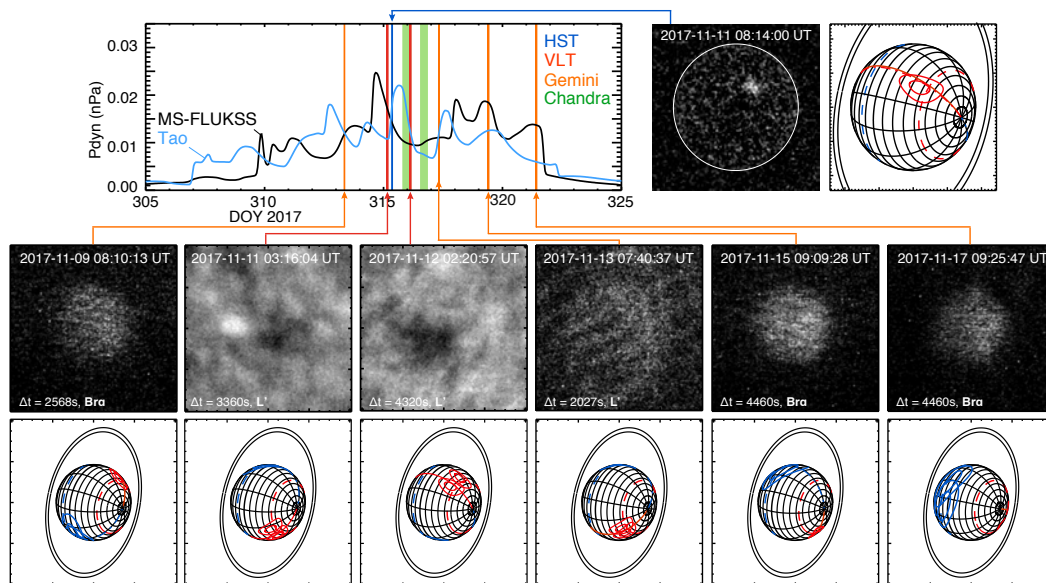 0.03
0.02
0.01
0.00
Pdyn (nPa)
MS-FLUKSS
Tao
HST
VLT
Gemini
Chandra
305
310
315
320
325
DOY 2017
2017-11-11 08:14:00 UT
2017-11-09 08:10:13 UT
Δt = 2568s, Brα
2017-11-11 03:16:04 UT
Δt = 3360s, L'
2017-11-12 02:20:57 UT
Δt = 4320s, L'
2017-11-13 07:40:37 UT
Δt = 2027s, L'
2017-11-15 09:09:28 UT
Δt = 4460s, Brα
2017-11-17 09:25:47 UT
Δt = 4460s, Brα